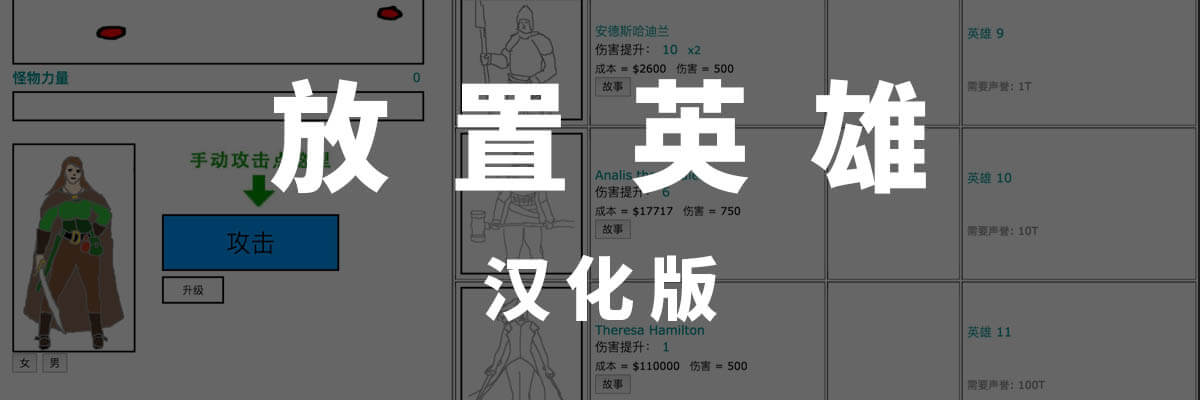 怪物力量 0
手动攻击点这里
攻击
升级
女 男
安德斯哈迪兰
伤害提升: 10 x2
成本 = $2600 伤害 = 500
故事
Analis the
伤害提升: 6
成本 = $17717 伤害 = 750
故事
Theresa Hamilton
伤害提升: 1
成本 = $110000 伤害 = 500
故事
英雄 9
需要声誉: 1T
英雄 10
需要声誉: 10T
英雄 11
需要声誉: 100T
放置英雄
汉化版